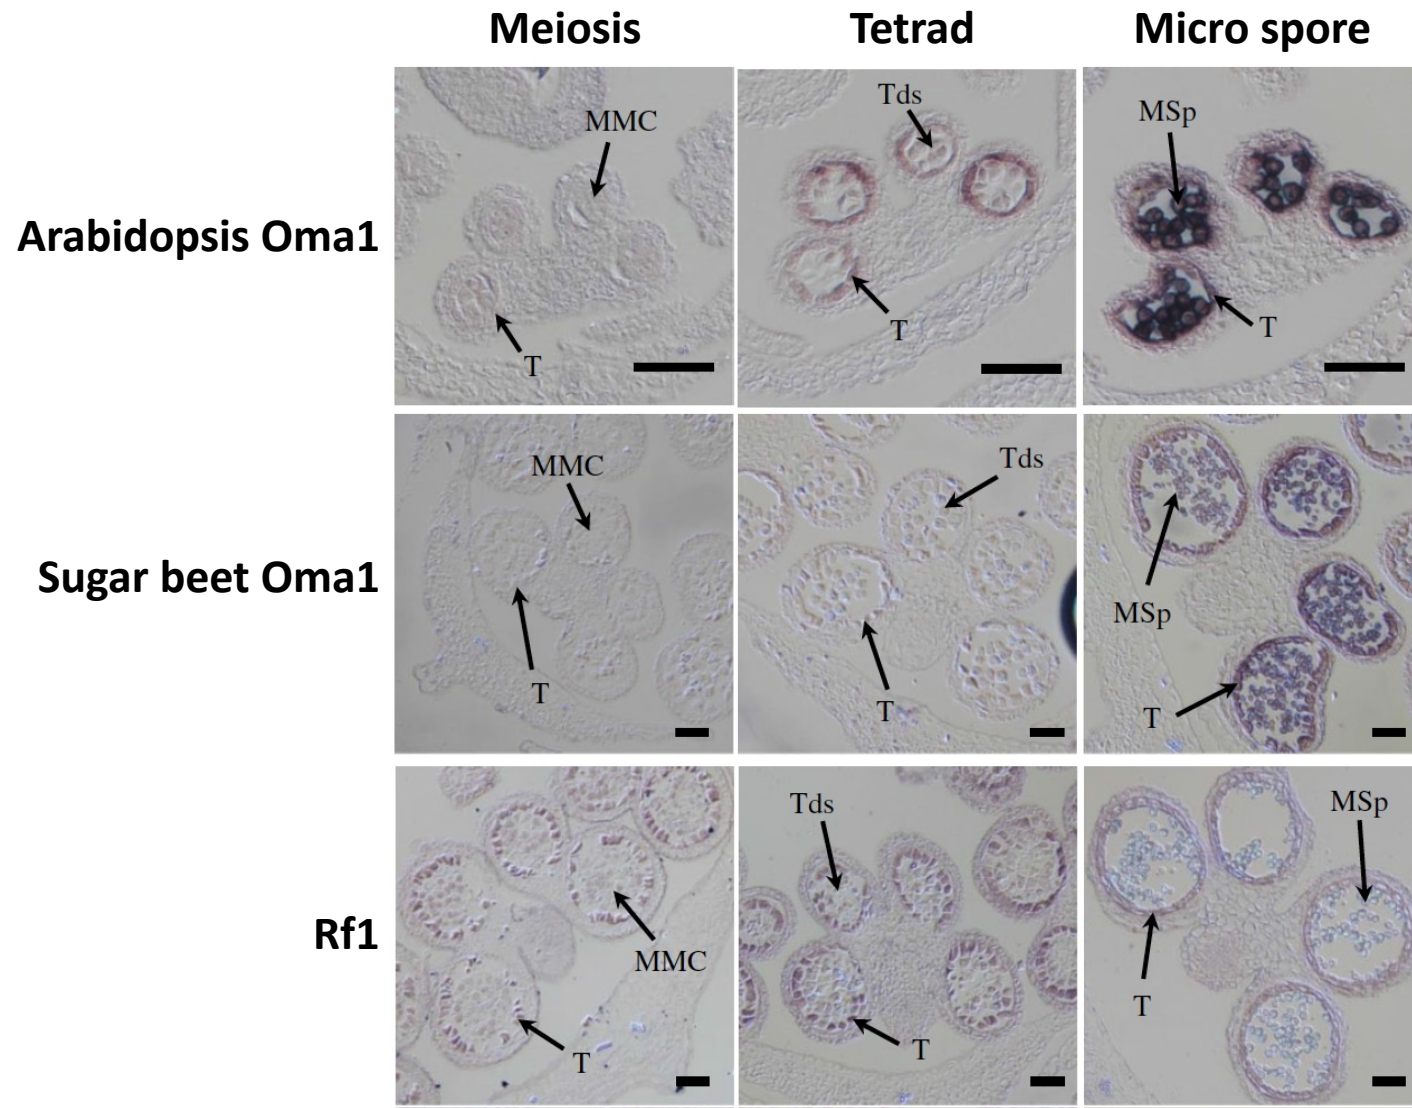 Meiosis Tetrad Micro spore
Arabidopsis Oma1
MMC
T
Tds
T
MSp
T
Sugar beet Oma1
MMC
T
Tds
T
MSp
T
Rf1
MMC
T
Tds
T
MSp
T